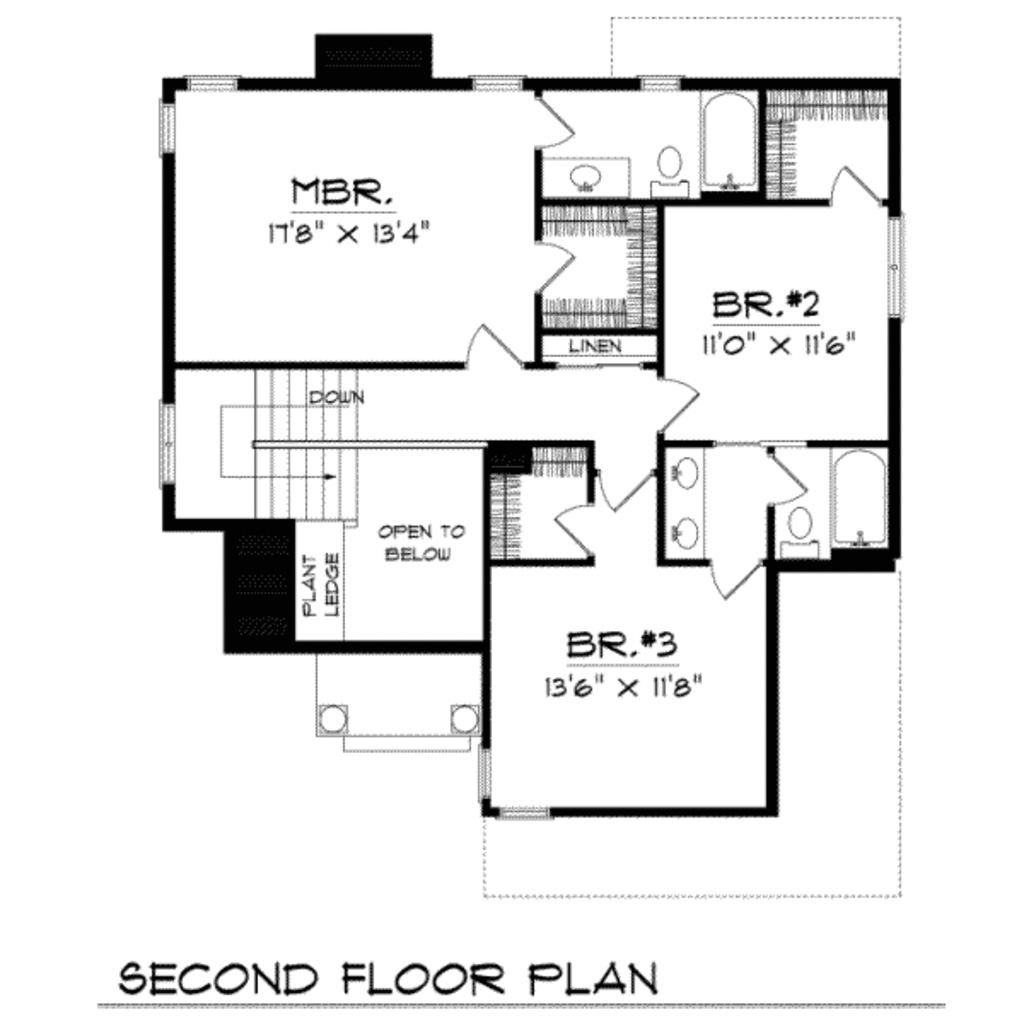 MBR.
17'8" X 13'4"
BR.#2
11'0" X 11'6"
LINEN
DOWN
OPEN TO
BELOW
PLANT
LEDGE
BR.#3
13'6" X 11'8"
SECOND FLOOR PLAN